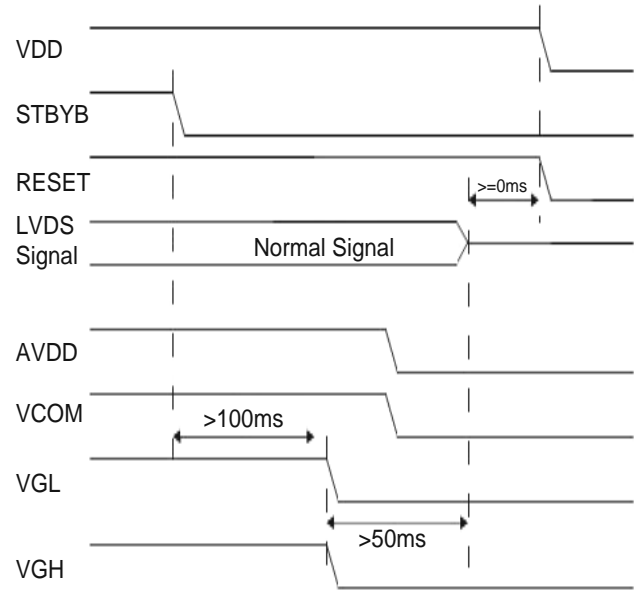 VDD
STBYB
RESET
>=0ms
LVDS
Signal
Normal Signal
AVDD
VCOM
>100ms
VGL
>50ms
VGH